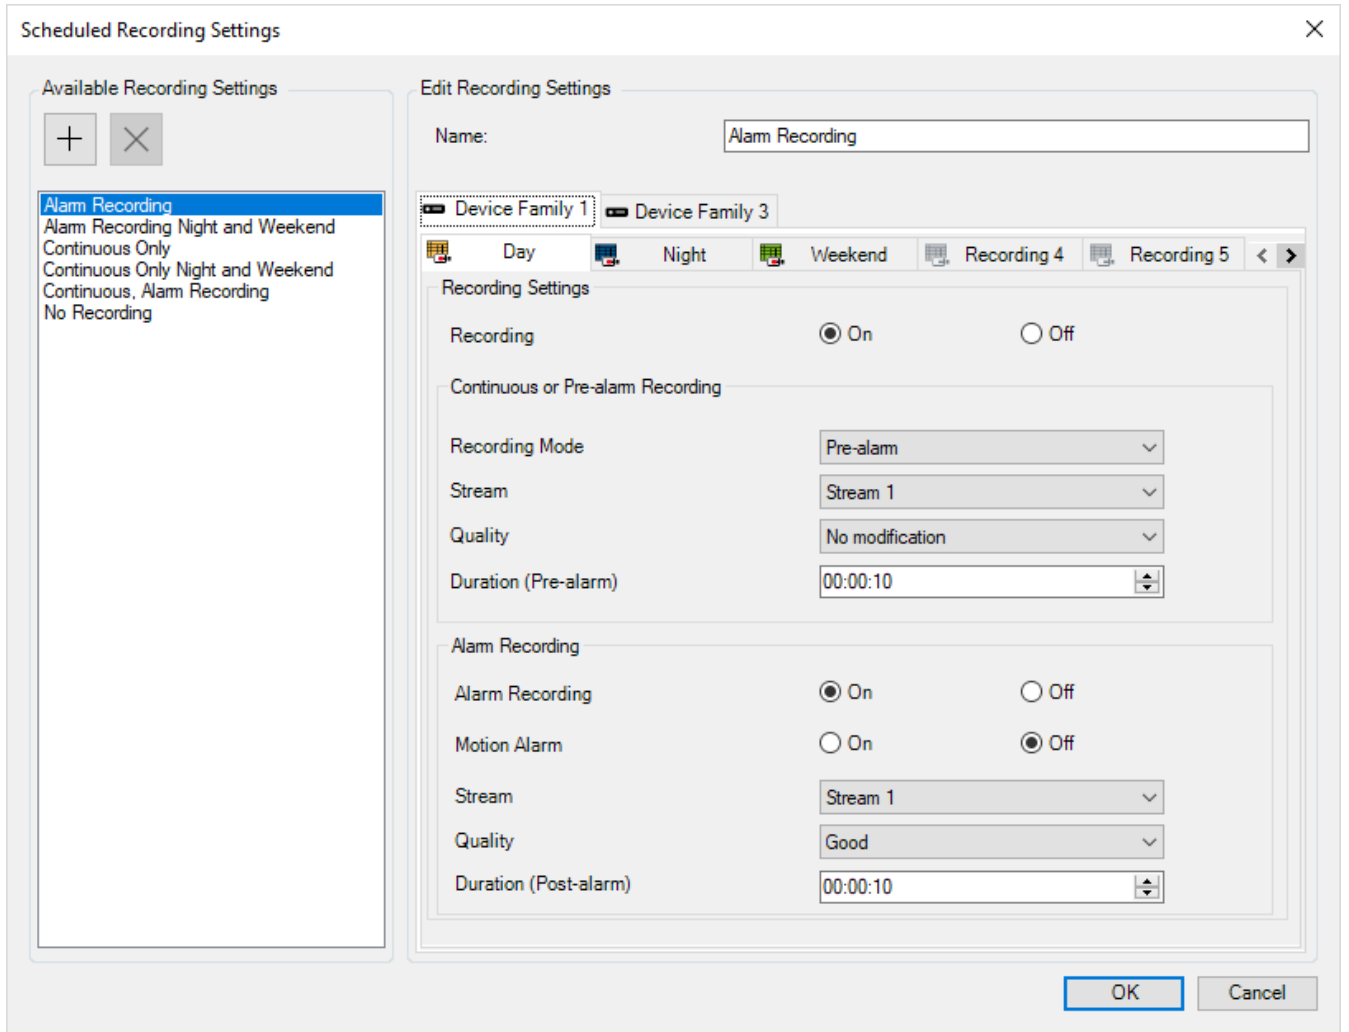 Scheduled Recording Settings
Available Recording Settings
Alarm Recording
Alarm Recording Night and Weekend
Continuous Only
Continuous Only Night and Weekend
Continuous, Alarm Recording
No Recording
Edit Recording Settings
Name: Alarm Recording
Device Family 1 Device Family 3
Day Night Weekend Recording 4 Recording 5
Recording Settings
Recording On Off
Continuous or Pre-alarm Recording
Recording Mode Pre-alarm
Stream Stream 1
Quality No modification
Duration (Pre-alarm) 00:00:10
Alarm Recording
Alarm Recording On Off
Motion Alarm On Off
Stream Stream 1
Quality Good
Duration (Post-alarm) 00:00:10
OK Cancel